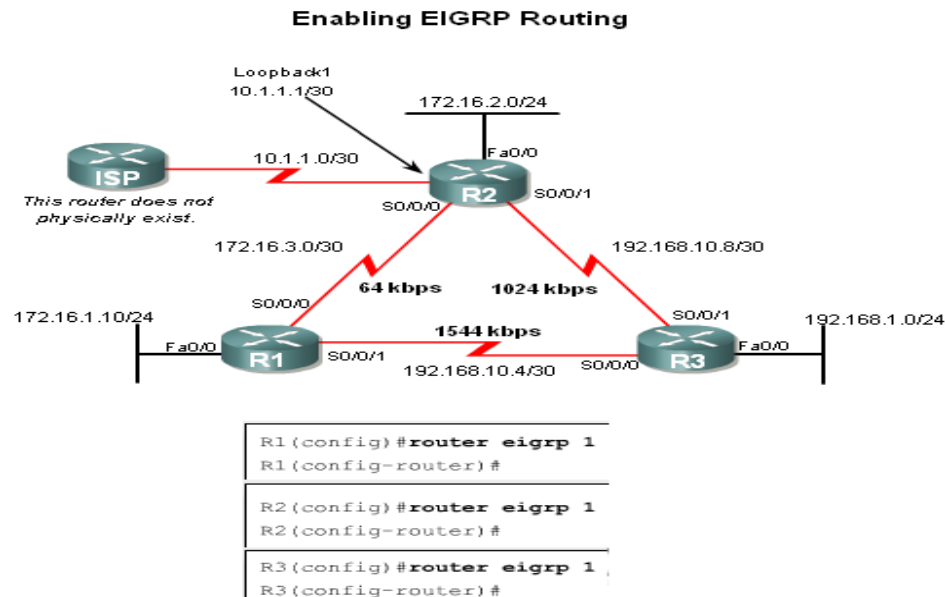 Enabling EIGRP Routing
Loopback1
10.1.1.1/30
172.16.2.0/24
Fa0/0
10.1.1.0/30
ISP
R2
This router does not
physically exist.
S0/0/0
S0/0/1
172.16.3.0/30
192.168.10.8/30
64 kbps
1024 kbps
S0/0/0
S0/0/1
172.16.1.10/24
1544 kbps
192.168.1.0/24
Fa0/0
R1
S0/0/1
192.168.10.4/30
S0/0/0
R3
Fa0/0
R1(config)#router eigrp 1
R1(config-router)#
R2(config)#router eigrp 1
R2(config-router)#
R3(config)#router eigrp 1
R3(config-router)#